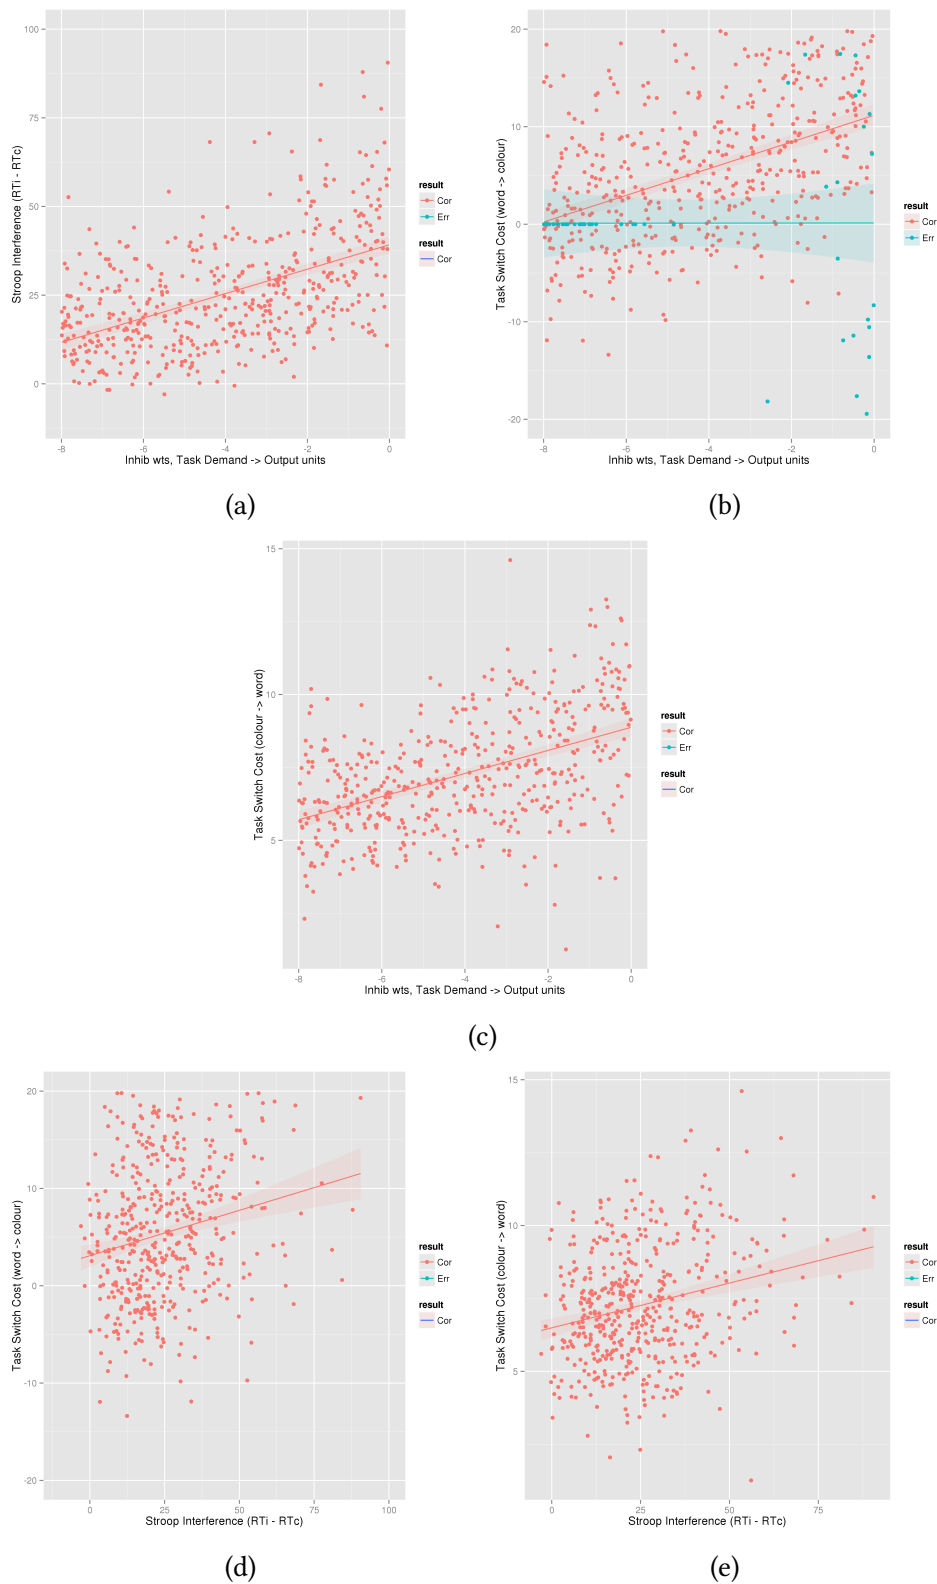 100
75
50
25
0
Stroop Interference (RTi - RTc)
-8 -6 -4 -2 0
Inhib wts, Task Demand -> Output units
result
Cor
Err
result
Cor
(a)
20
10
0
-10
-20
Task Switch Cost (word -> colour)
-8 -6 -4 -2 0
Inhib wts, Task Demand -> Output units
result
Cor
Err
(b)
15
10
5
Task Switch Cost (colour -> word)
-8 -6 -4 -2 0
Inhib wts, Task Demand -> Output units
result
Cor
Err
result
Cor
(c)
20
10
0
-10
-20
Task Switch Cost (word -> colour)
0 25 50 75 100
Stroop Interference (RTi - RTc)
result
Cor
Err
result
Cor
(d)
15
10
5
Task Switch Cost (colour -> word)
0 25 50 75
Stroop Interference (RTi - RTc)
result
Cor
Err
result
Cor
(e)